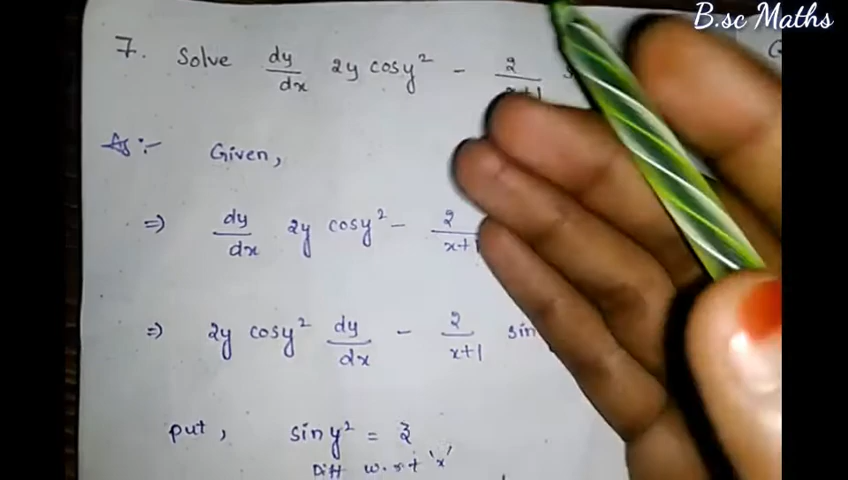 B.sc Maths
7. Solve dy/dx 2y cosy² - 2/x+1
A:- Given,
⇒ dy/dx 2y cosy² - 2/x+1
⇒ 2y cosy² dy/dx - 2/x+1 sin
put, siny² = z
Diff w.r.t 'x'